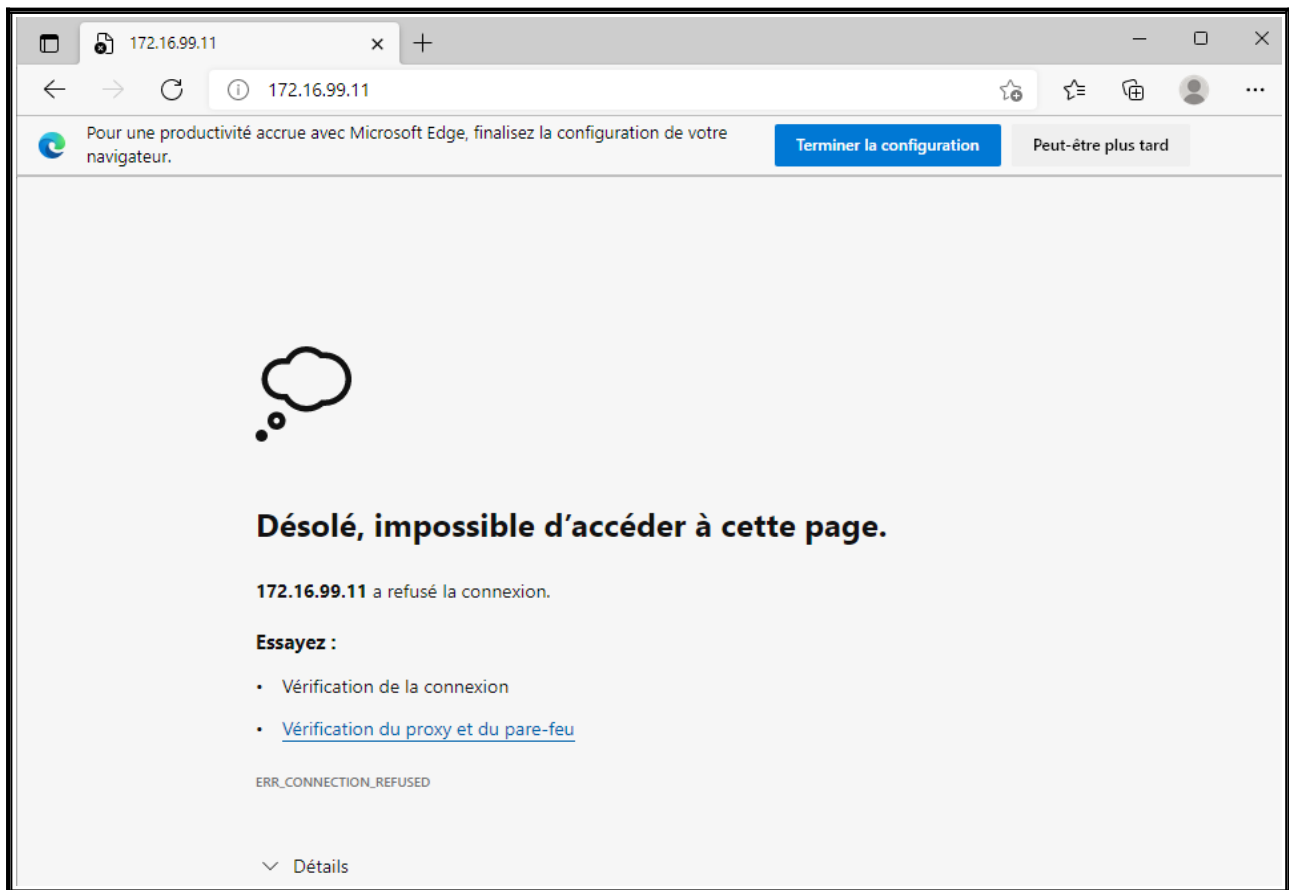 172.16.99.11
172.16.99.11
Pour une productivité accrue avec Microsoft Edge, finalisez la configuration de votre
navigateur.
Terminer la configuration
Peut-être plus tard
Désolé, impossible d’accéder à cette page.
172.16.99.11 a refusé la connexion.
Essayez :
• Vérification de la connexion
• Vérification du proxy et du pare-feu
ERR_CONNECTION_REFUSED
Détails